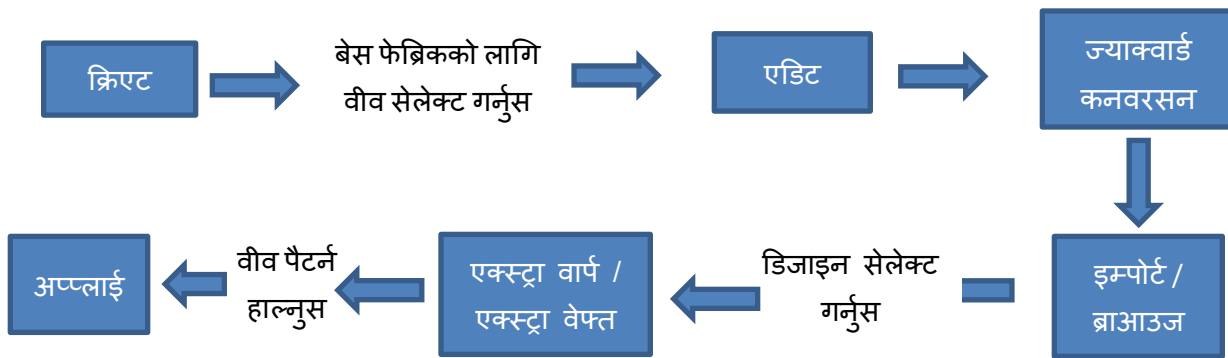 क्रिएट
बेस फेब्रिकको लागि
वीव सेलेक्ट गर्नुस
एडिट
ज्याक्वार्ड
कनवरसन
इम्पोर्ट /
ब्राआउज
डिजाइन सेलेक्ट
गर्नुस
एक्स्ट्रा वार्प /
एक्स्ट्रा वेफ्त
वीव पैटर्न
हाल्नुस
अप्प्लाई